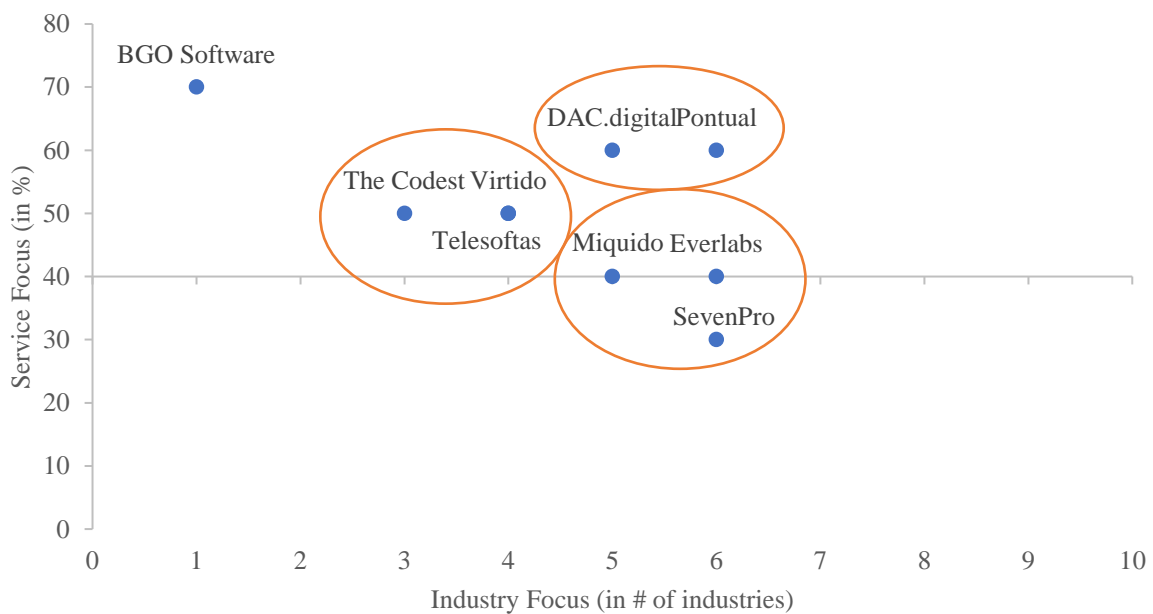 80
BGO Software
70
DAC.digitalPontual
60
The Codest Virtido
50
Telesoftas
Miquido Everlabs
40
SevenPro
30
20
10
0
0 1 2 3 4 5 6 7 8 9 10
Service Focus (in %)
Industry Focus (in # of industries)